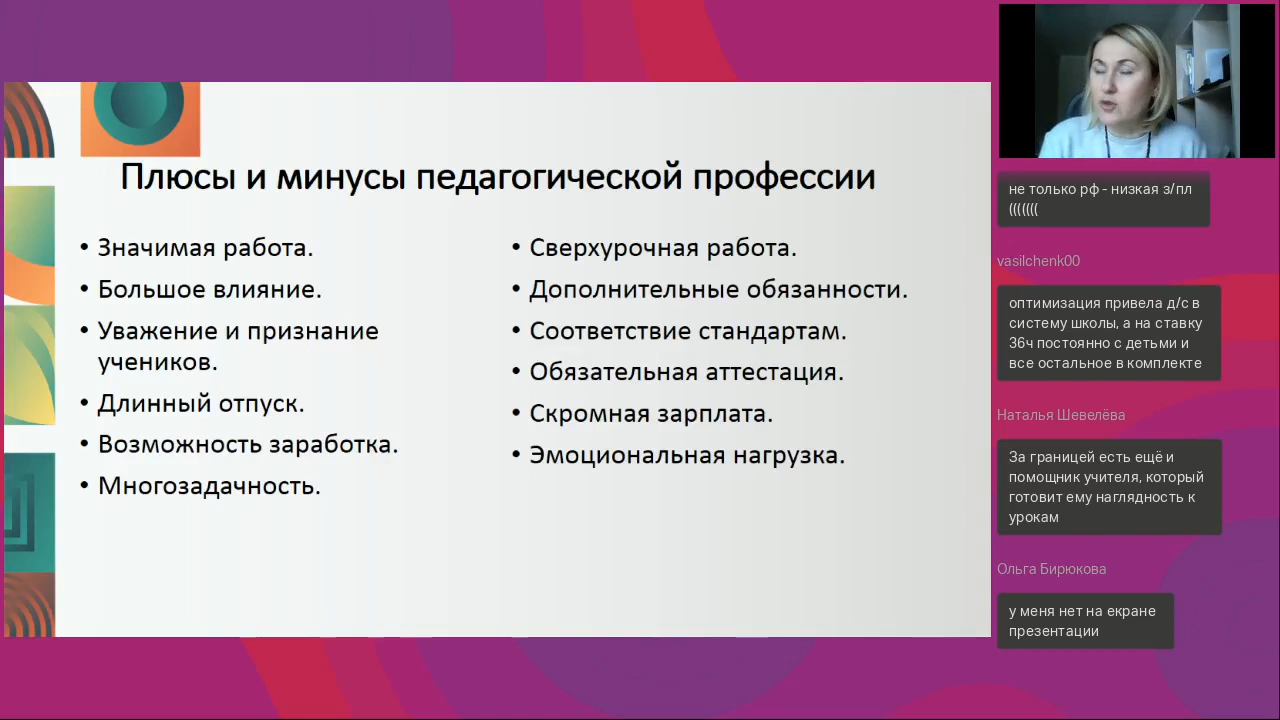 Плюсы и минусы педагогической профессии
• Значимая работа.
• Большое влияние.
• Уважение и признание
учеников.
• Длинный отпуск.
• Возможность заработка.
• Многозадачность.
• Сверхурочная работа.
• Дополнительные обязанности.
• Соответствие стандартам.
• Обязательная аттестация.
• Скромная зарплата.
• Эмоциональная нагрузка.
не только рф - низкая з/пл
(((((((
vasilchenk00
оптимизация привела д/с в
систему школы, а на ставку
36ч постоянно с детьми и
все остальное в комплекте
Наталья Шевелёва
За границей есть ещё и
помощник учителя, который
готовит ему наглядность к
урокам
Ольга Бирюкова
у меня нет на екране
презентации